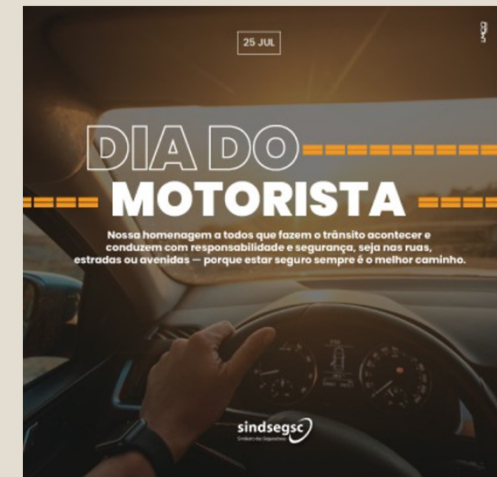 25 JUL
DIA DO
MOTORISTA
Nossa homenagem a todos que fazem o trânsito acontecer e
conduzem com responsabilidade e segurança, seja nas ruas,
estradas ou avenidas — porque estar seguro sempre é o melhor caminho.
sindsegsc